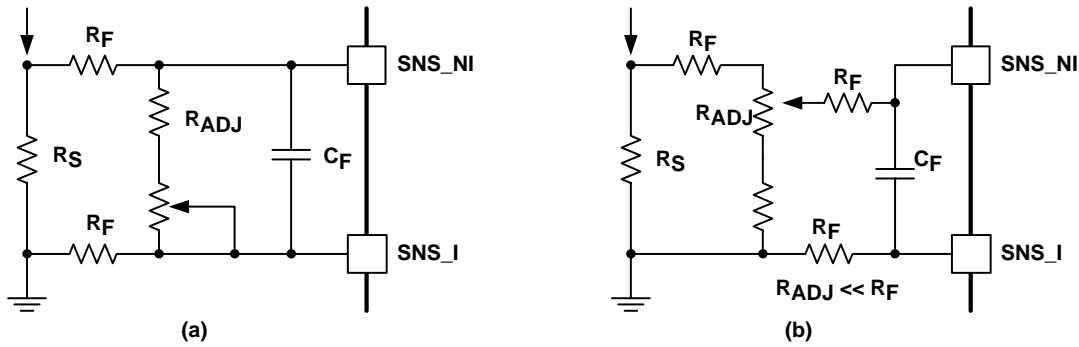 RF
SNS_NI
RADJ
RS
CF
RF
SNS_I
(a)
RF
SNS_NI
RF
RADJ
RS
CF
RF
SNS_I
RADJ << RF
(b)